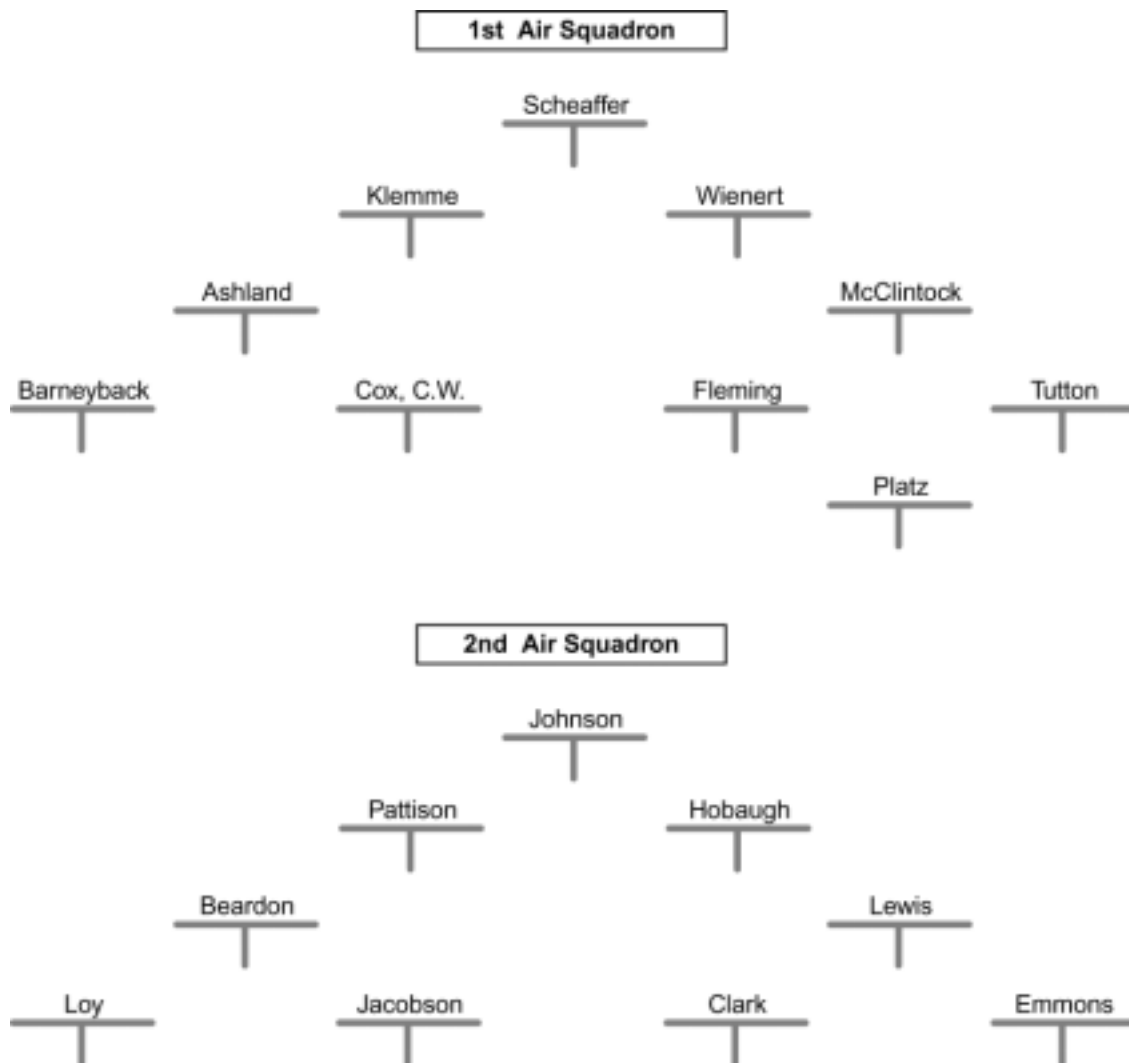 1st Air Squadron
Scheaffer
Klemme Wienert
Ashland McClintock
Barneyback Cox, C.W. Fleming Tutton
Platz
2nd Air Squadron
Johnson
Pattison Hobaugh
Beardon Lewis
Loy Jacobson Clark Emmons